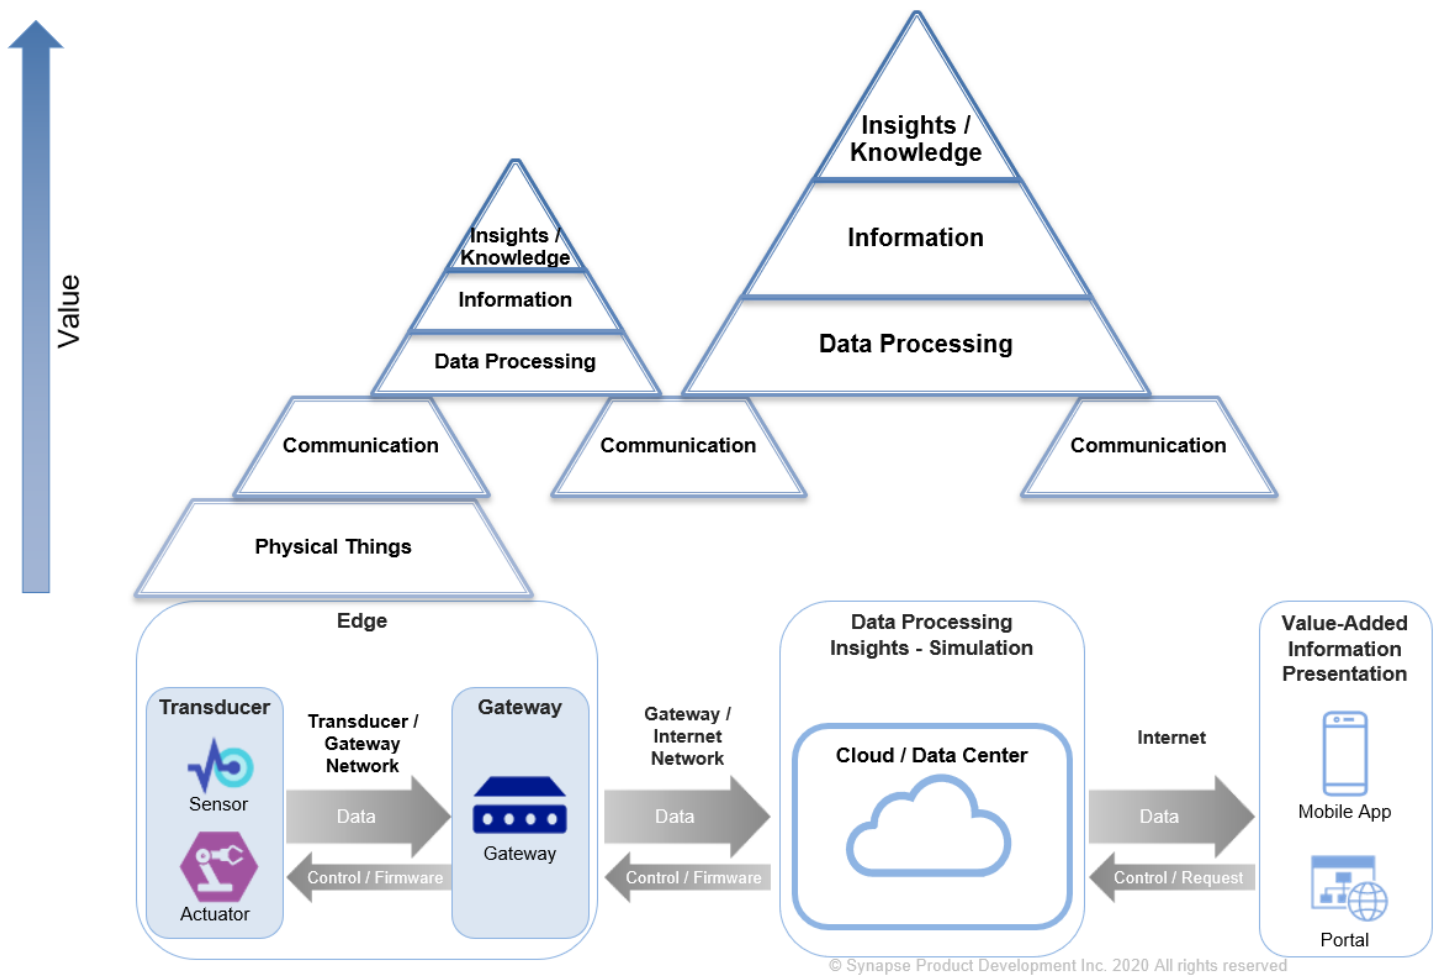 Value
Insights /
Knowledge
Information
Data Processing
Insights /
Knowledge
Information
Data Processing
Communication
Communication
Communication
Physical Things
Edge
Transducer
Sensor
Actuator
Transducer /
Gateway
Network
Data
Control / Firmware
Gateway
Gateway
Gateway /
Internet
Network
Data
Control / Firmware
Data Processing
Insights - Simulation
Cloud / Data Center
Internet
Data
Control / Request
Value-Added
Information
Presentation
Mobile App
Portal
© Synapse Product Development Inc. 2020 All rights reserved